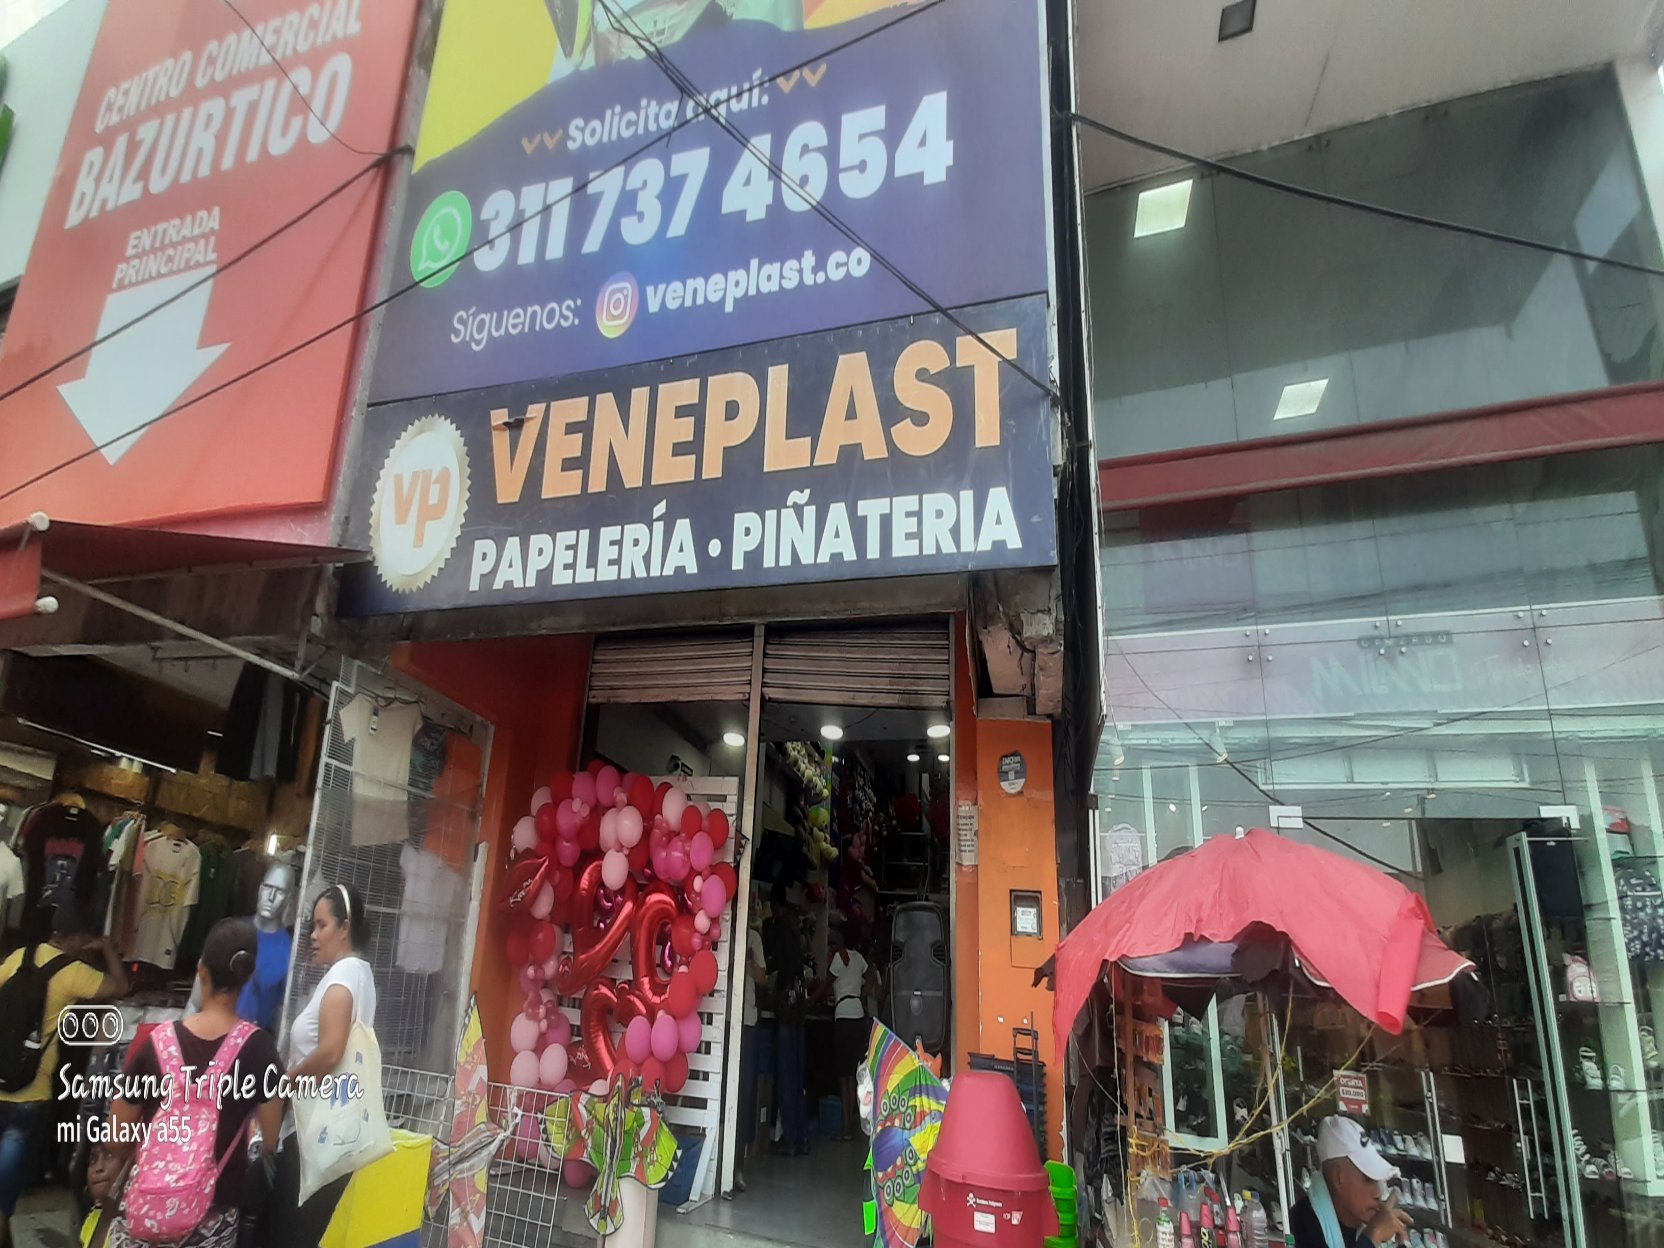 CENTRO COMERCIAL
BAZURTICO
ENTRADA
PRINCIPAL
Solicita aquí:
311 737 4654
Síguenos: veneplast.co
vp
VENEPLAST
PAPELERÍA · PIÑATERIA
OFERTA
Samsung Triple Camera
mi Galaxy a55